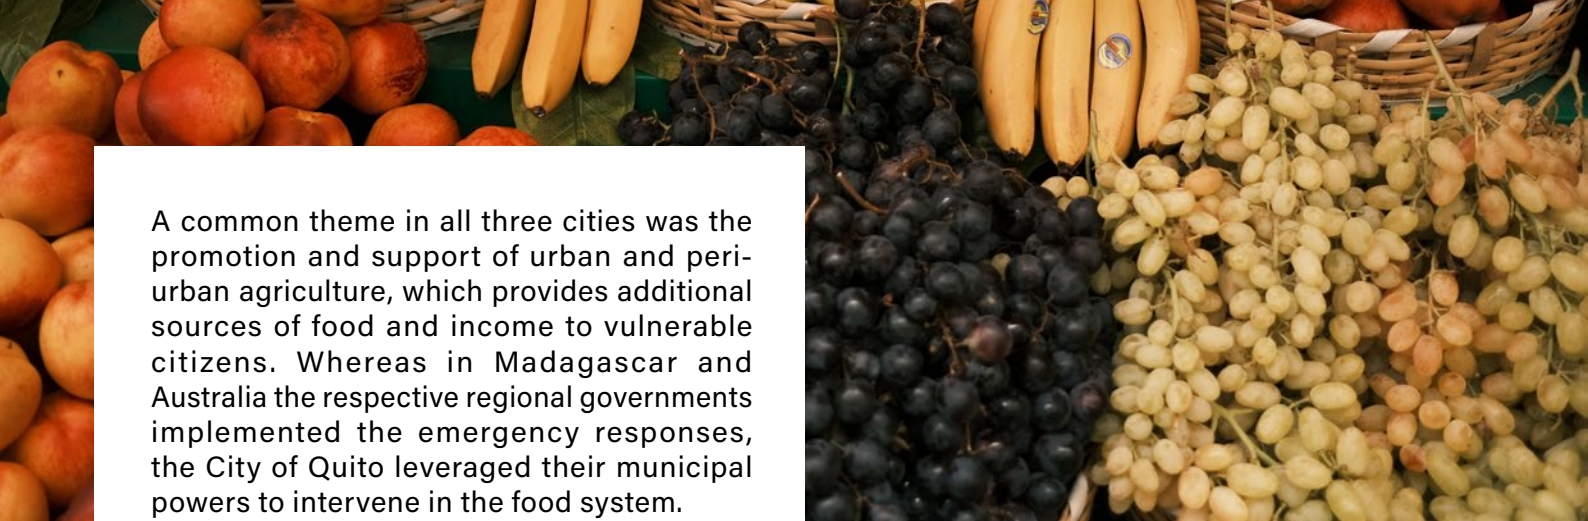 A common theme in all three cities was the
promotion and support of urban and peri-
urban agriculture, which provides additional
sources of food and income to vulnerable
citizens. Whereas in Madagascar and
Australia the respective regional governments
implemented the emergency responses,
the City of Quito leveraged their municipal
powers to intervene in the food system.